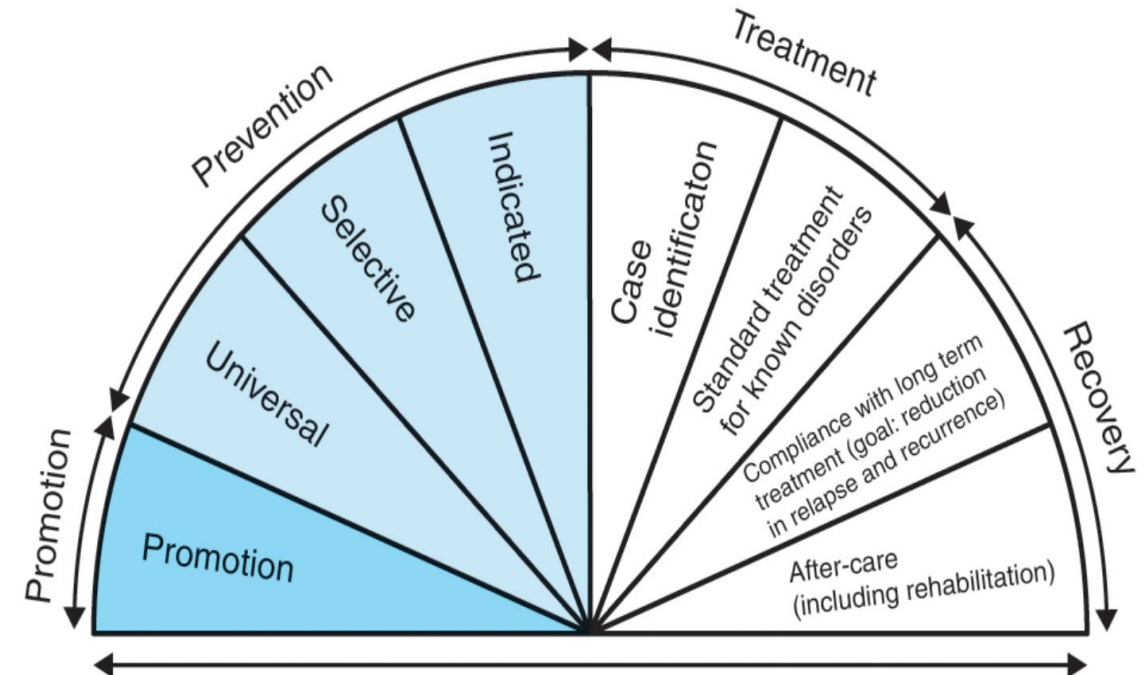 Promotion
Prevention
Treatment
Recovery
Promotion
Universal
Selective
Indicated
Case
identificaton
Standard treatment
for known disorders
Compliance with long term
treatment (goal: reduction
in relapse and recurrence)
After-care
(including rehabilitation)